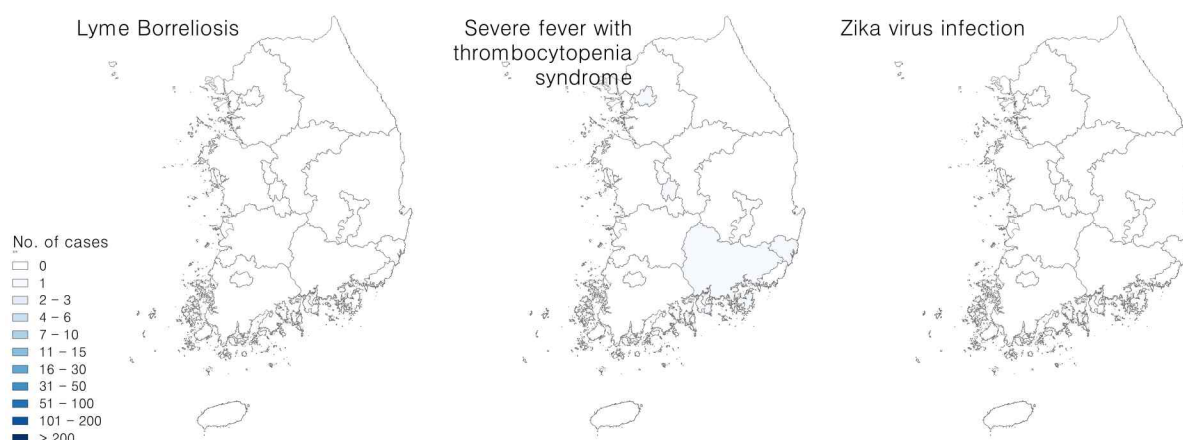 Lyme Borreliosis
Severe fever with
thrombocytopenia
syndrome
Zika virus infection
No. of cases
0
1
2 – 3
4 – 6
7 – 10
11 – 15
16 – 30
31 – 50
51 – 100
101 – 200
> 200